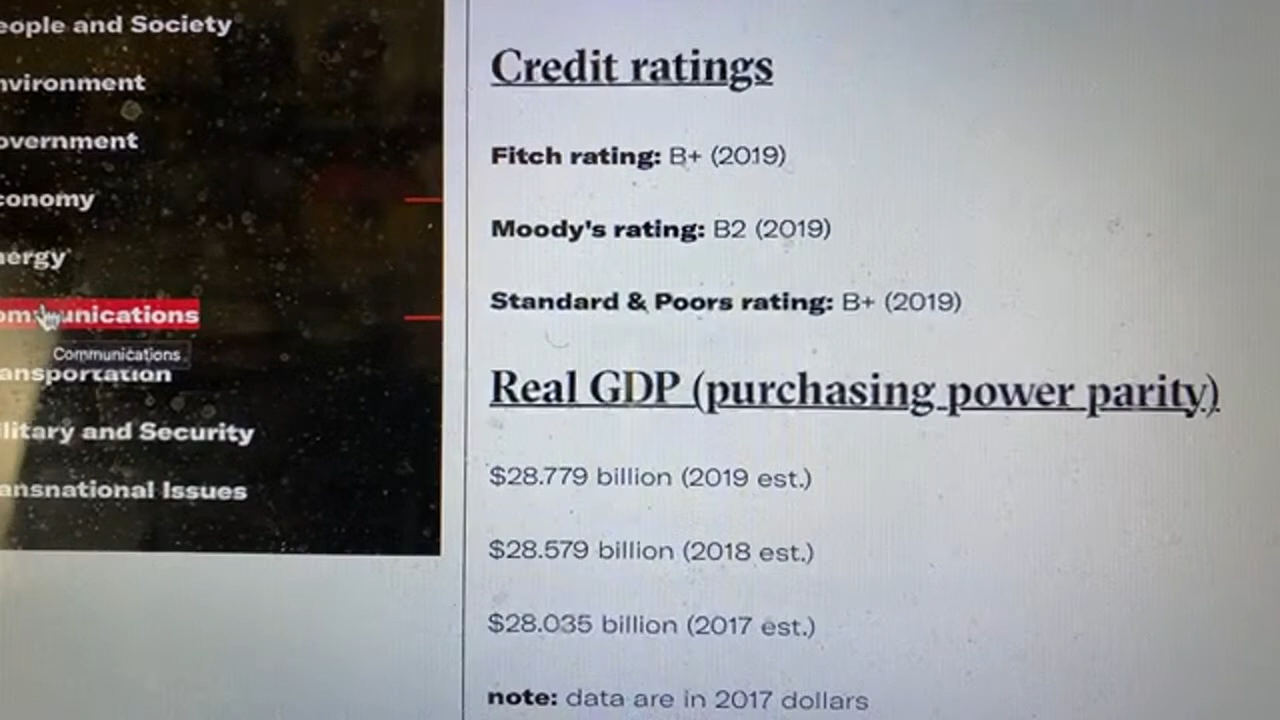 eople and Society
nvironment
overnment
conomy
nergy
ommunications
Communications
ansportation
litary and Security
ansnational Issues
Credit ratings
Fitch rating: B+ (2019)
Moody's rating: B2 (2019)
Standard & Poors rating: B+ (2019)
Real GDP (purchasing power parity)
$28.779 billion (2019 est.)
$28.579 billion (2018 est.)
$28.035 billion (2017 est.)
note: data are in 2017 dollars